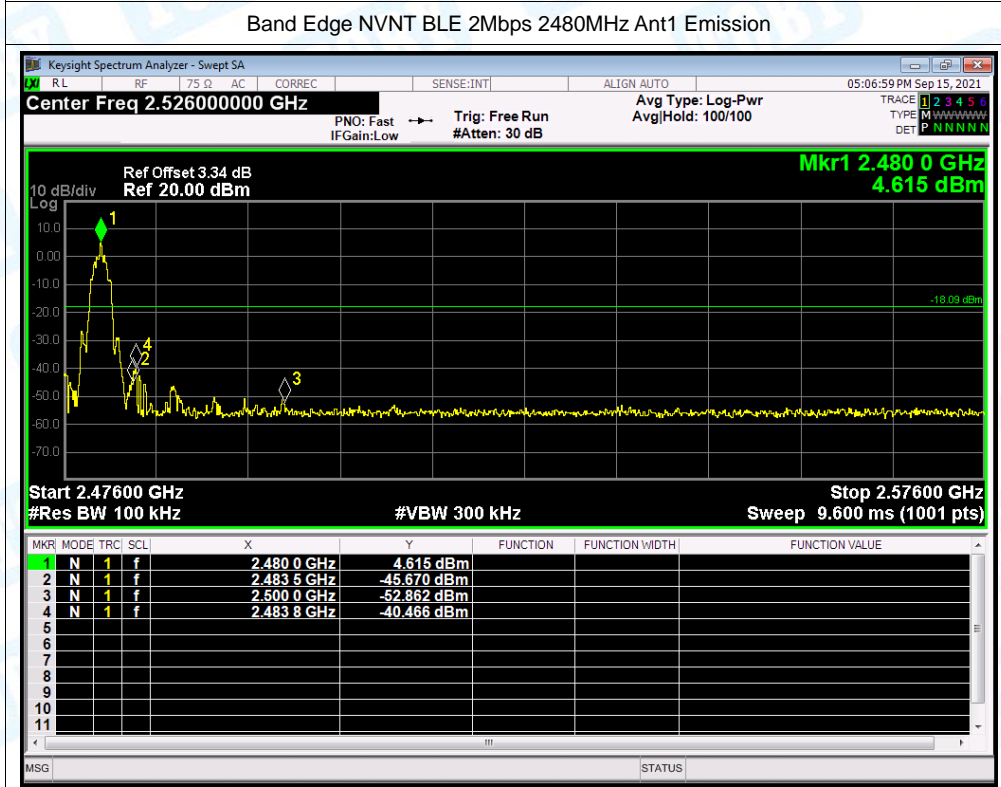 Band Edge NVNT BLE 2Mbps 2480MHz Ant1 Emission
Keysight Spectrum Analyzer - Swept SA
LXI RL RF 75 Ω AC CORREC SENSE:INT ALIGN AUTO 05:06:59 PM Sep 15, 2021
Center Freq 2.526000000 GHz
PNO: Fast
IFGain:Low
Trig: Free Run
#Atten: 30 dB
Avg Type: Log-Pwr
Avg|Hold: 100/100
TRACE 1 2 3 4 5 6
TYPE M W W W W W
DET P N N N N N
Mkr1 2.480 0 GHz
4.615 dBm
Ref Offset 3.34 dB
10 dB/div Ref 20.00 dBm
Log
10.0
0.00
-10.0
-20.0
-30.0
-40.0
-50.0
-60.0
-70.0
1
4
2
3
-18.09 dBm
Start 2.47600 GHz Stop 2.57600 GHz
#Res BW 100 kHz #VBW 300 kHz Sweep 9.600 ms (1001 pts)
MKR MODE TRC SCL X Y FUNCTION FUNCTION WIDTH FUNCTION VALUE
1 N 1 f 2.480 0 GHz 4.615 dBm
2 N 1 f 2.483 5 GHz -45.670 dBm
3 N 1 f 2.500 0 GHz -52.862 dBm
4 N 1 f 2.483 8 GHz -40.466 dBm
5
6
7
8
9
10
11
MSG STATUS